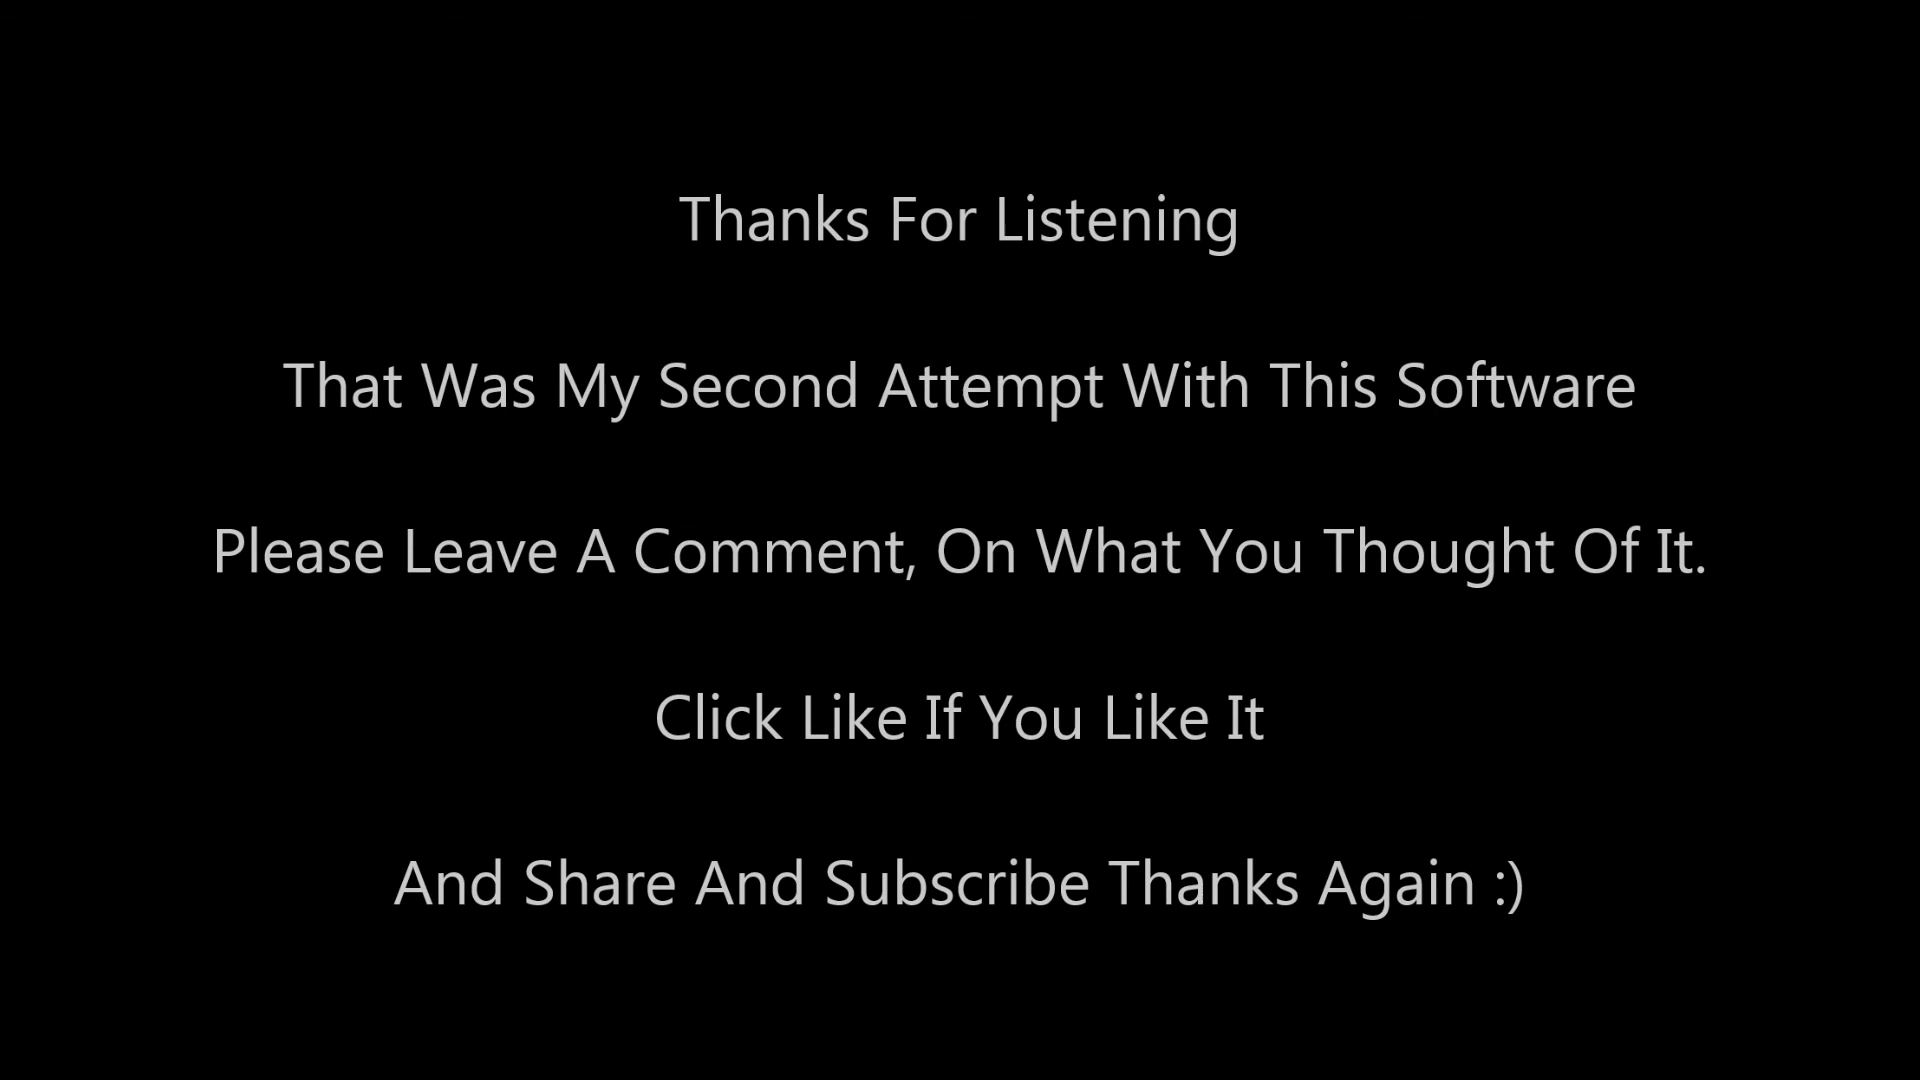 Thanks For Listening
That Was My Second Attempt With This Software
Please Leave A Comment, On What You Thought Of It.
Click Like If You Like It
And Share And Subscribe Thanks Again :)